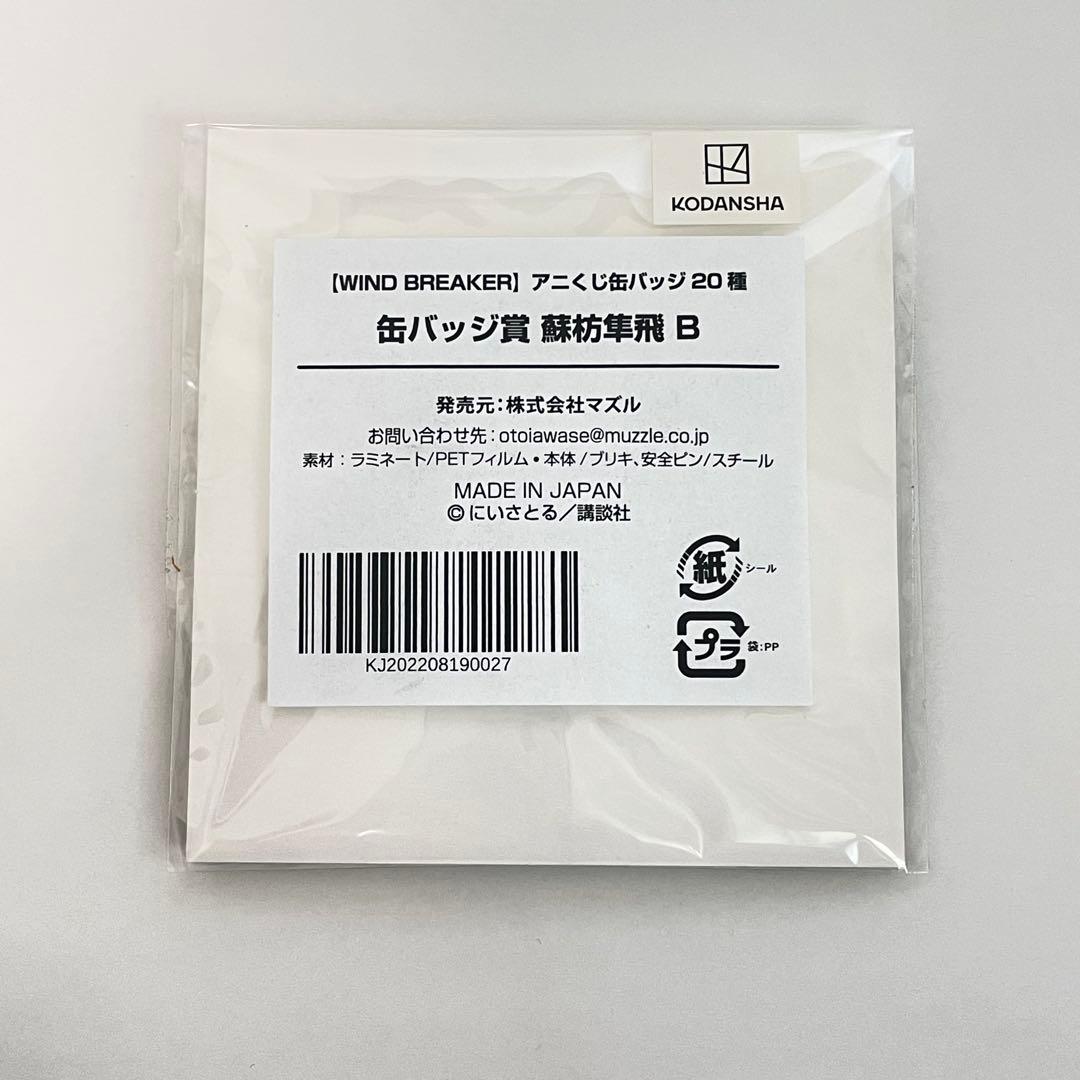 KODANSHA
【WIND BREAKER】アニくじ缶バッジ20種
缶バッジ賞 蘇枋隼飛 B
発売元：株式会社マズル
お問い合わせ先：otoiawase@muzzle.co.jp
素材：ラミネート/PETフィルム・本体/ブリキ、安全ピン/スチール
MADE IN JAPAN
©にいさとる／講談社
紙 シール
プラ 袋:PP
KJ202208190027